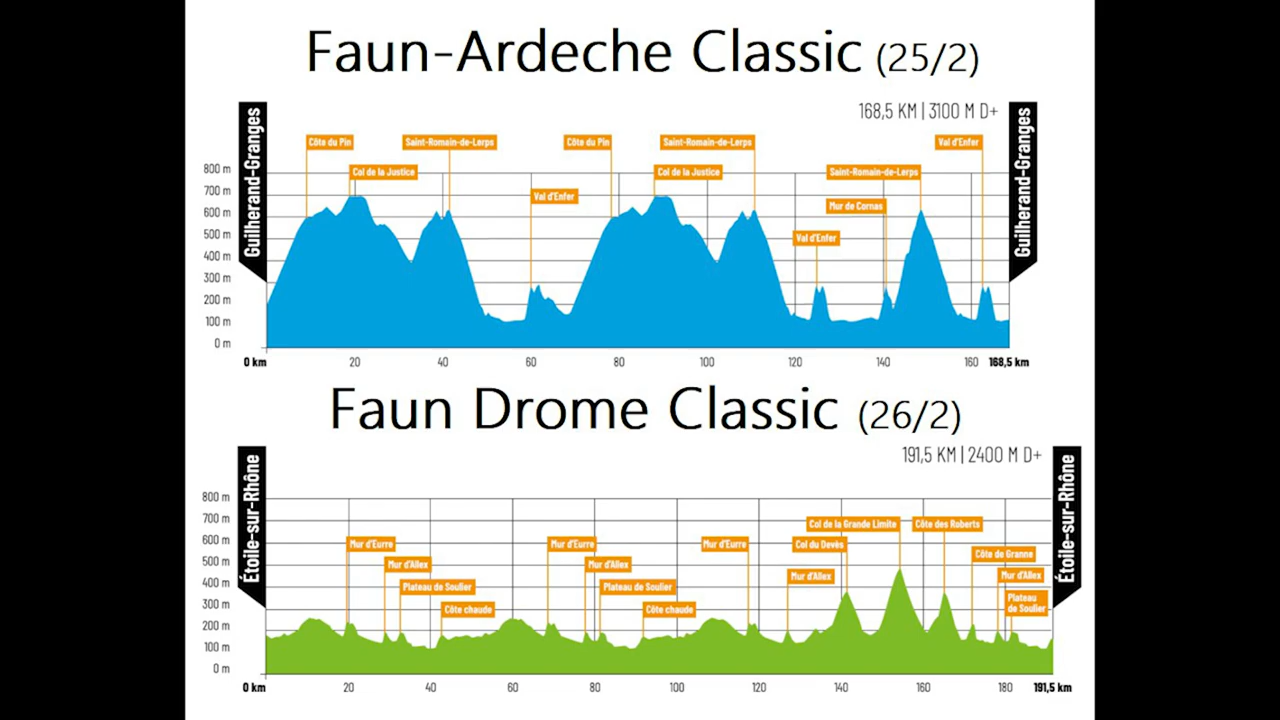 Faun-Ardeche Classic (25/2)
168,5 KM | 3100 M D+
Guilherand-Granges
Guilherand-Granges
Côte du Pin
Saint-Romain-de-Lerps
Côte du Pin
Saint-Romain-de-Lerps
Val d'Enfer
Col de la Justice
Col de la Justice
Saint-Romain-de-Lerps
Val d'Enfer
Mur de Cornas
Val d'Enfer
800 m
700 m
600 m
500 m
400 m
300 m
200 m
100 m
0 m
0 km 20 40 60 80 100 120 140 160 168,5 km
Faun Drome Classic (26/2)
191,5 KM | 2400 M D+
Étoile-sur-Rhône
Étoile-sur-Rhône
Col de la Grande Limite
Côte des Roberts
Mur d'Eurre
Mur d'Eurre
Mur d'Eurre
Col du Devès
Côte de Granne
Mur d'Allex
Mur d'Allex
Mur d'Allex
Mur d'Allex
Plateau de Soulier
Plateau de Soulier
Plateau
de Soulier
Côte chaude
Côte chaude
800 m
700 m
600 m
500 m
400 m
300 m
200 m
100 m
0 m
0 km 20 40 60 80 100 120 140 160 180 191,5 km